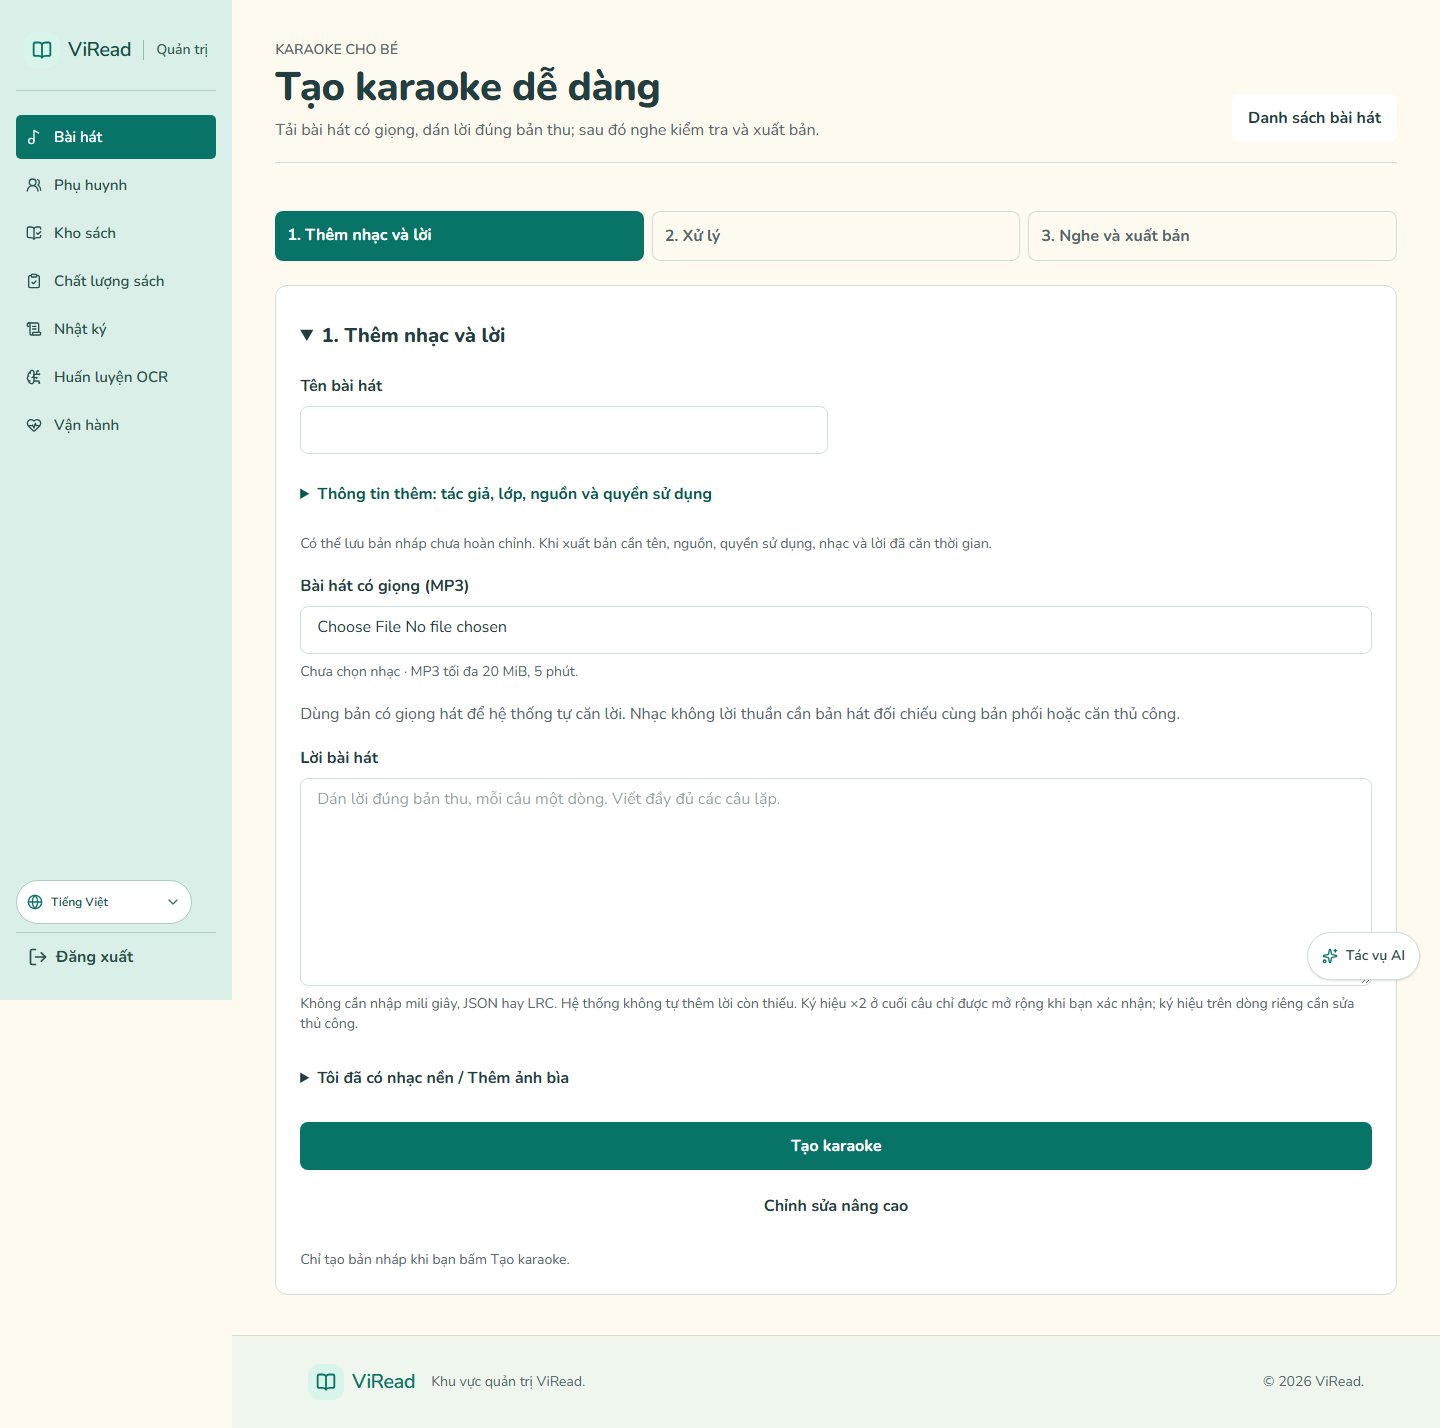 ViRead
Quản trị
Bài hát
Phụ huynh
Kho sách
Chất lượng sách
Nhật ký
Huấn luyện OCR
Vận hành
Tiếng Việt
Đăng xuất
KARAOKE CHO BÉ
Tạo karaoke dễ dàng
Tải bài hát có giọng, dán lời đúng bản thu; sau đó nghe kiểm tra và xuất bản.
Danh sách bài hát
1. Thêm nhạc và lời
2. Xử lý
3. Nghe và xuất bản
1. Thêm nhạc và lời
Tên bài hát
Thông tin thêm: tác giả, lớp, nguồn và quyền sử dụng
Có thể lưu bản nháp chưa hoàn chỉnh. Khi xuất bản cần tên, nguồn, quyền sử dụng, nhạc và lời đã căn thời gian.
Bài hát có giọng (MP3)
Choose File No file chosen
Chưa chọn nhạc · MP3 tối đa 20 MiB, 5 phút.
Dùng bản có giọng hát để hệ thống tự căn lời. Nhạc không lời thuần cần bản hát đối chiếu cùng bản phối hoặc căn thủ công.
Lời bài hát
Dán lời đúng bản thu, mỗi câu một dòng. Viết đầy đủ các câu lặp.
Tác vụ AI
Không cần nhập mili giây, JSON hay LRC. Hệ thống không tự thêm lời còn thiếu. Ký hiệu ×2 ở cuối câu chỉ được mở rộng khi bạn xác nhận; ký hiệu trên dòng riêng cần sửa
thủ công.
Tôi đã có nhạc nền / Thêm ảnh bìa
Tạo karaoke
Chỉnh sửa nâng cao
Chỉ tạo bản nháp khi bạn bấm Tạo karaoke.
ViRead
Khu vực quản trị ViRead.
© 2026 ViRead.